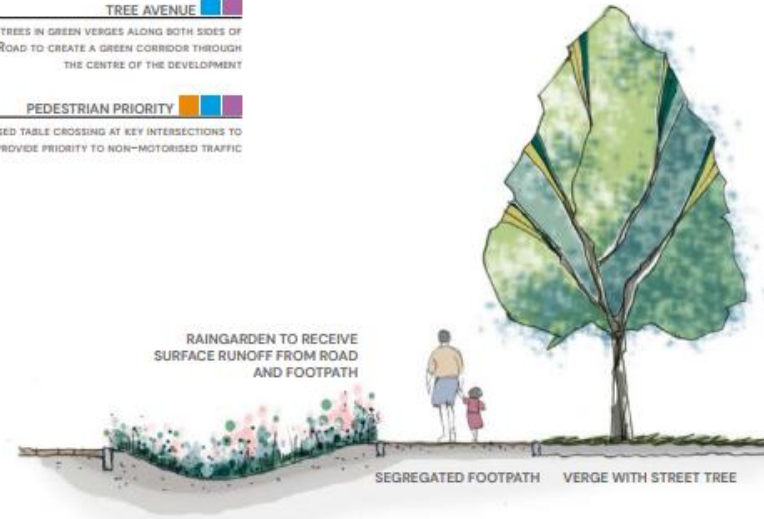 TREE AVENUE
TREES IN GREEN VERGES ALONG BOTH SIDES OF
ROAD TO CREATE A GREEN CORRIDOR THROUGH
THE CENTRE OF THE DEVELOPMENT
PEDESTRIAN PRIORITY
TABLE CROSSING AT KEY INTERSECTIONS TO
PROVIDE PRIORITY TO NON-MOTORISED TRAFFIC
RAINGARDEN TO RECEIVE
SURFACE RUNOFF FROM ROAD
AND FOOTPATH
SEGREGATED FOOTPATH
VERGE WITH STREET TREE